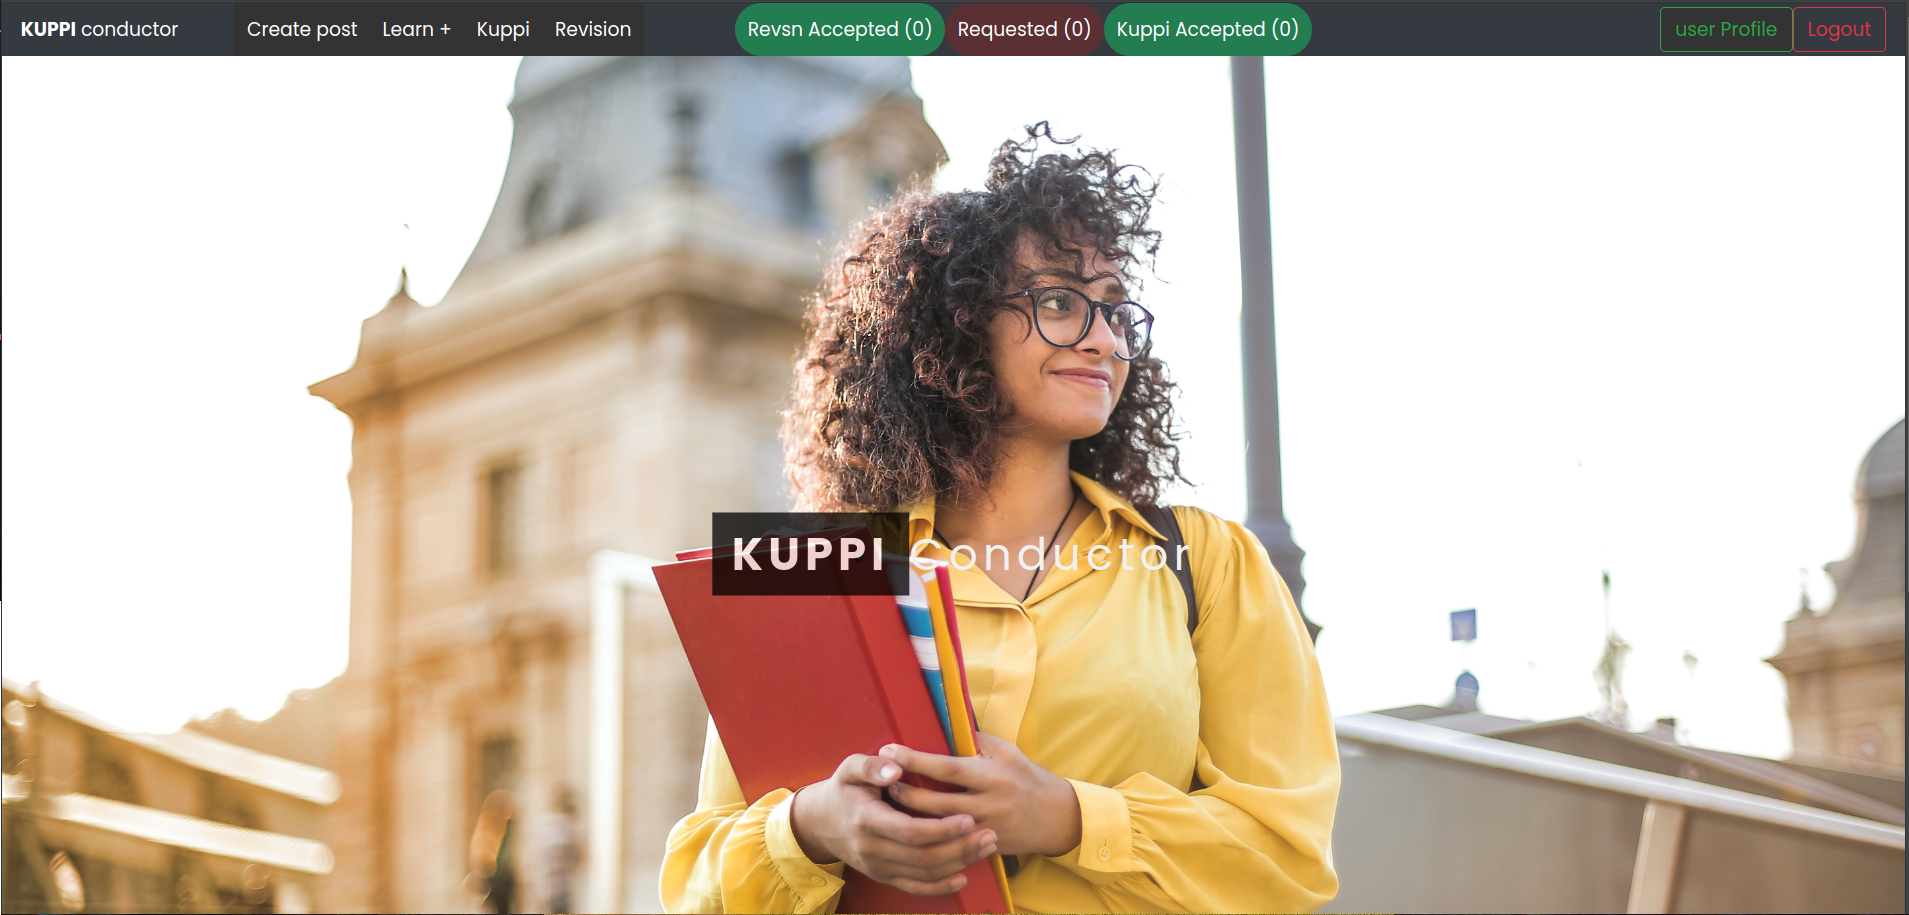 KUPPI conductor Create post Learn + Kuppi Revision Revsn Accepted (0) Requested (0) Kuppi Accepted (0) user Profile Logout
KUPPI Conductor